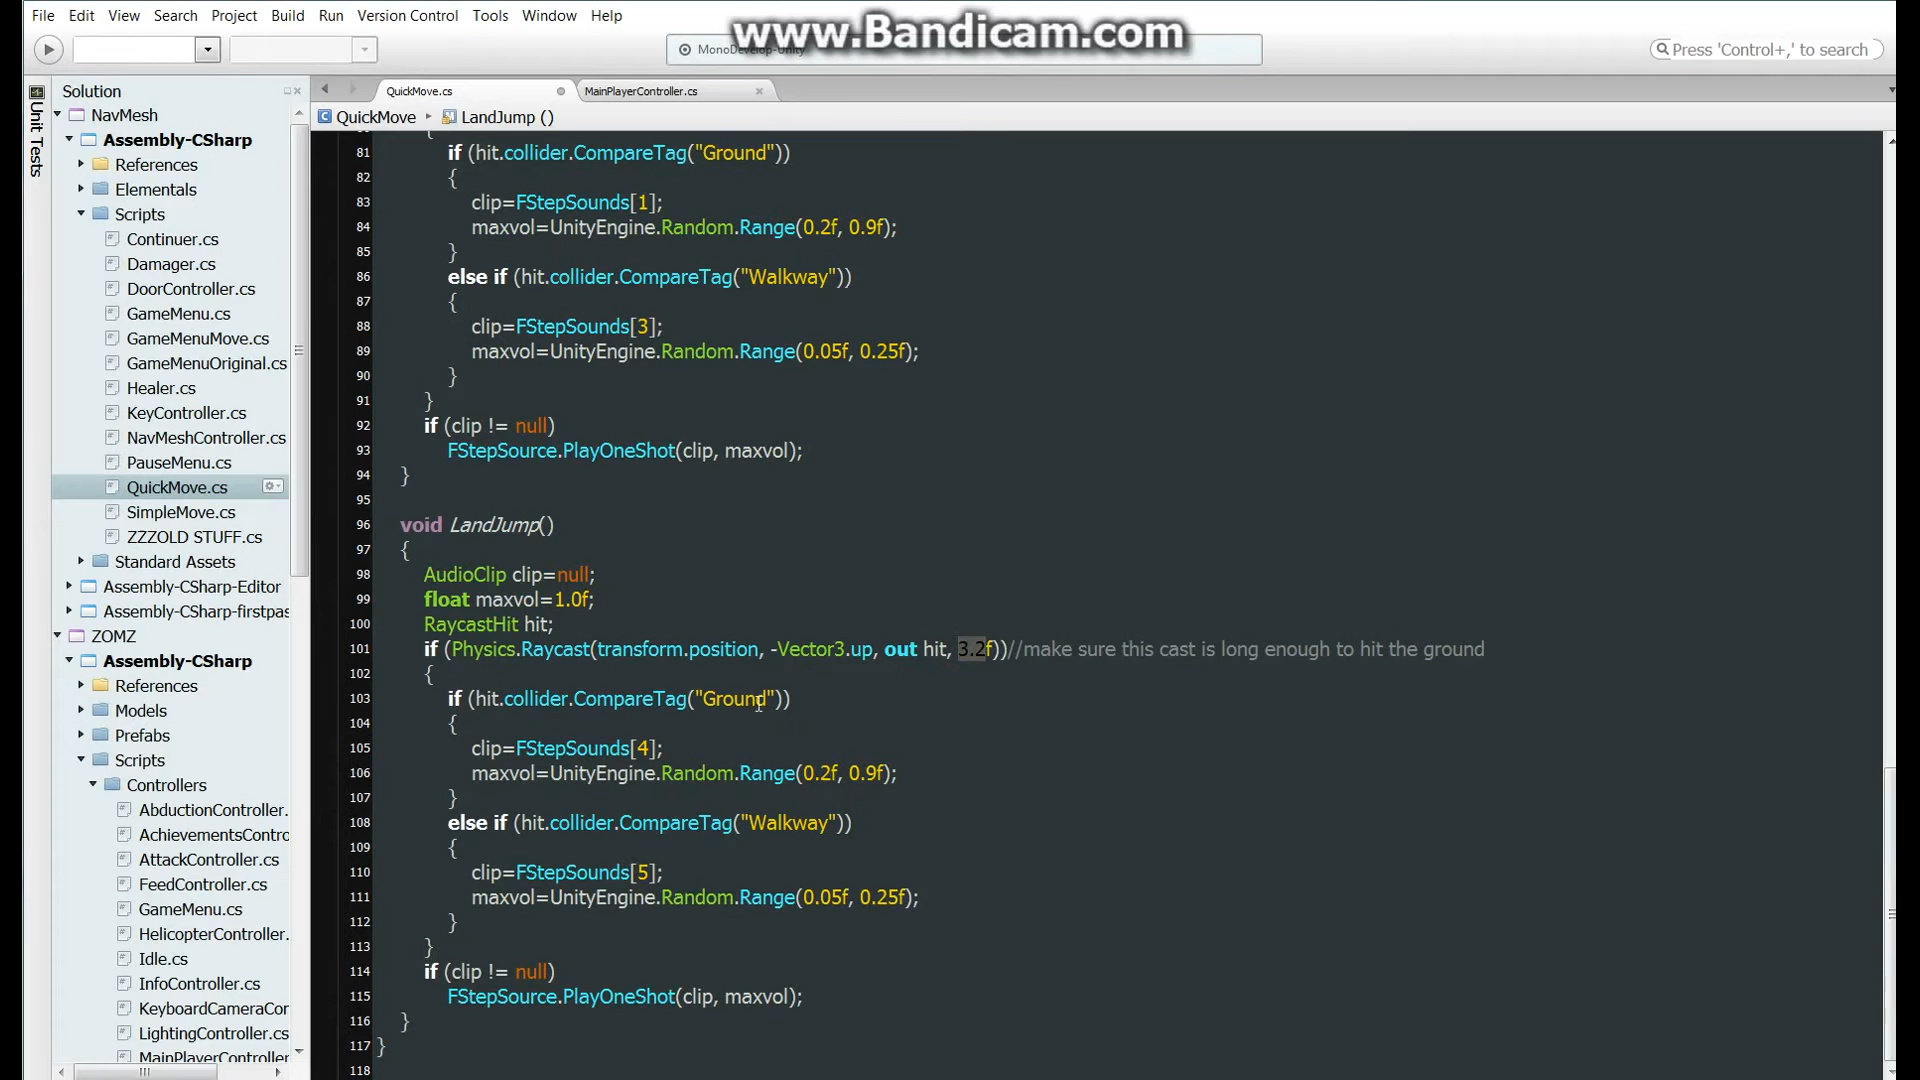 www.Bandicam.com
File Edit View Search Project Build Run Version Control Tools Window Help
MonoDevelop-Unity
Press 'Control+,' to search
Unit Tests
Solution
NavMesh
Assembly-CSharp
References
Elementals
Scripts
Continuer.cs
Damager.cs
DoorController.cs
GameMenu.cs
GameMenuMove.cs
GameMenuOriginal.cs
Healer.cs
KeyController.cs
NavMeshController.cs
PauseMenu.cs
QuickMove.cs
SimpleMove.cs
ZZZOLD STUFF.cs
Standard Assets
Assembly-CSharp-Editor
Assembly-CSharp-firstpas
ZOMZ
Assembly-CSharp
References
Models
Prefabs
Scripts
Controllers
AbductionController.
AchievementsContro
AttackController.cs
FeedController.cs
GameMenu.cs
HelicopterController.
Idle.cs
InfoController.cs
KeyboardCameraCor
LightingController.cs
MainPlayerController
QuickMove.cs MainPlayerController.cs
QuickMove LandJump ()
{
81 if (hit.collider.CompareTag("Ground"))
82 {
83 clip=FStepSounds[1];
84 maxvol=UnityEngine.Random.Range(0.2f, 0.9f);
85 }
86 else if (hit.collider.CompareTag("Walkway"))
87 {
88 clip=FStepSounds[3];
89 maxvol=UnityEngine.Random.Range(0.05f, 0.25f);
90 }
91 }
92 if (clip != null)
93 FStepSource.PlayOneShot(clip, maxvol);
94 }
95
96 void LandJump()
97 {
98 AudioClip clip=null;
99 float maxvol=1.0f;
100 RaycastHit hit;
101 if (Physics.Raycast(transform.position, -Vector3.up, out hit, 3.2f))//make sure this cast is long enough to hit the ground
102 {
103 if (hit.collider.CompareTag("Ground"))
104 {
105 clip=FStepSounds[4];
106 maxvol=UnityEngine.Random.Range(0.2f, 0.9f);
107 }
108 else if (hit.collider.CompareTag("Walkway"))
109 {
110 clip=FStepSounds[5];
111 maxvol=UnityEngine.Random.Range(0.05f, 0.25f);
112 }
113 }
114 if (clip != null)
115 FStepSource.PlayOneShot(clip, maxvol);
116 }
117 }
118